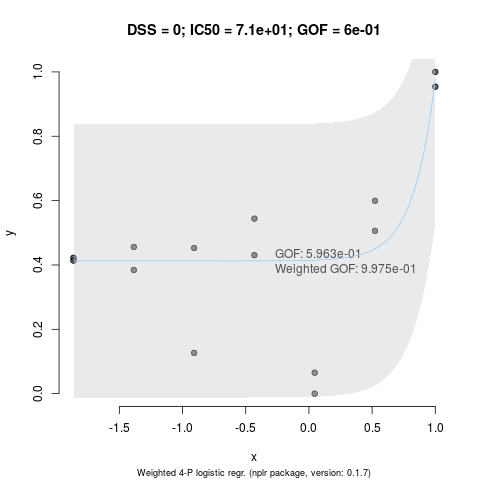 DSS = 0; IC50 = 7.1e+01; GOF = 6e-01
1.0
0.8
0.6
0.4
0.2
0.0
y
GOF: 5.963e-01
Weighted GOF: 9.975e-01
-1.5 -1.0 -0.5 0.0 0.5 1.0
x
Weighted 4-P logistic regr. (nplr package, version: 0.1.7)